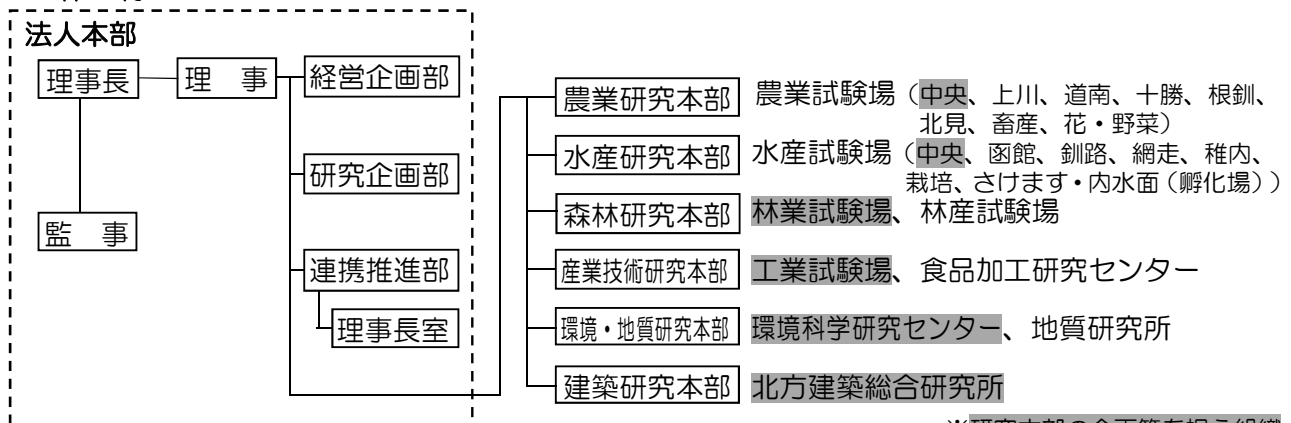 法人本部
理事長
理 事
経営企画部
研究企画部
監 事
連携推進部
理事長室
農業研究本部 農業試験場（中央、上川、道南、十勝、根釧、
北見、畜産、花・野菜）
水産研究本部 水産試験場（中央、函館、釧路、網走、稚内、
栽培、さけます・内水面（孵化場））
森林研究本部 林業試験場、林産試験場
産業技術研究本部 工業試験場、食品加工研究センター
環境・地質研究本部 環境科学研究センター、地質研究所
建築研究本部 北方建築総合研究所